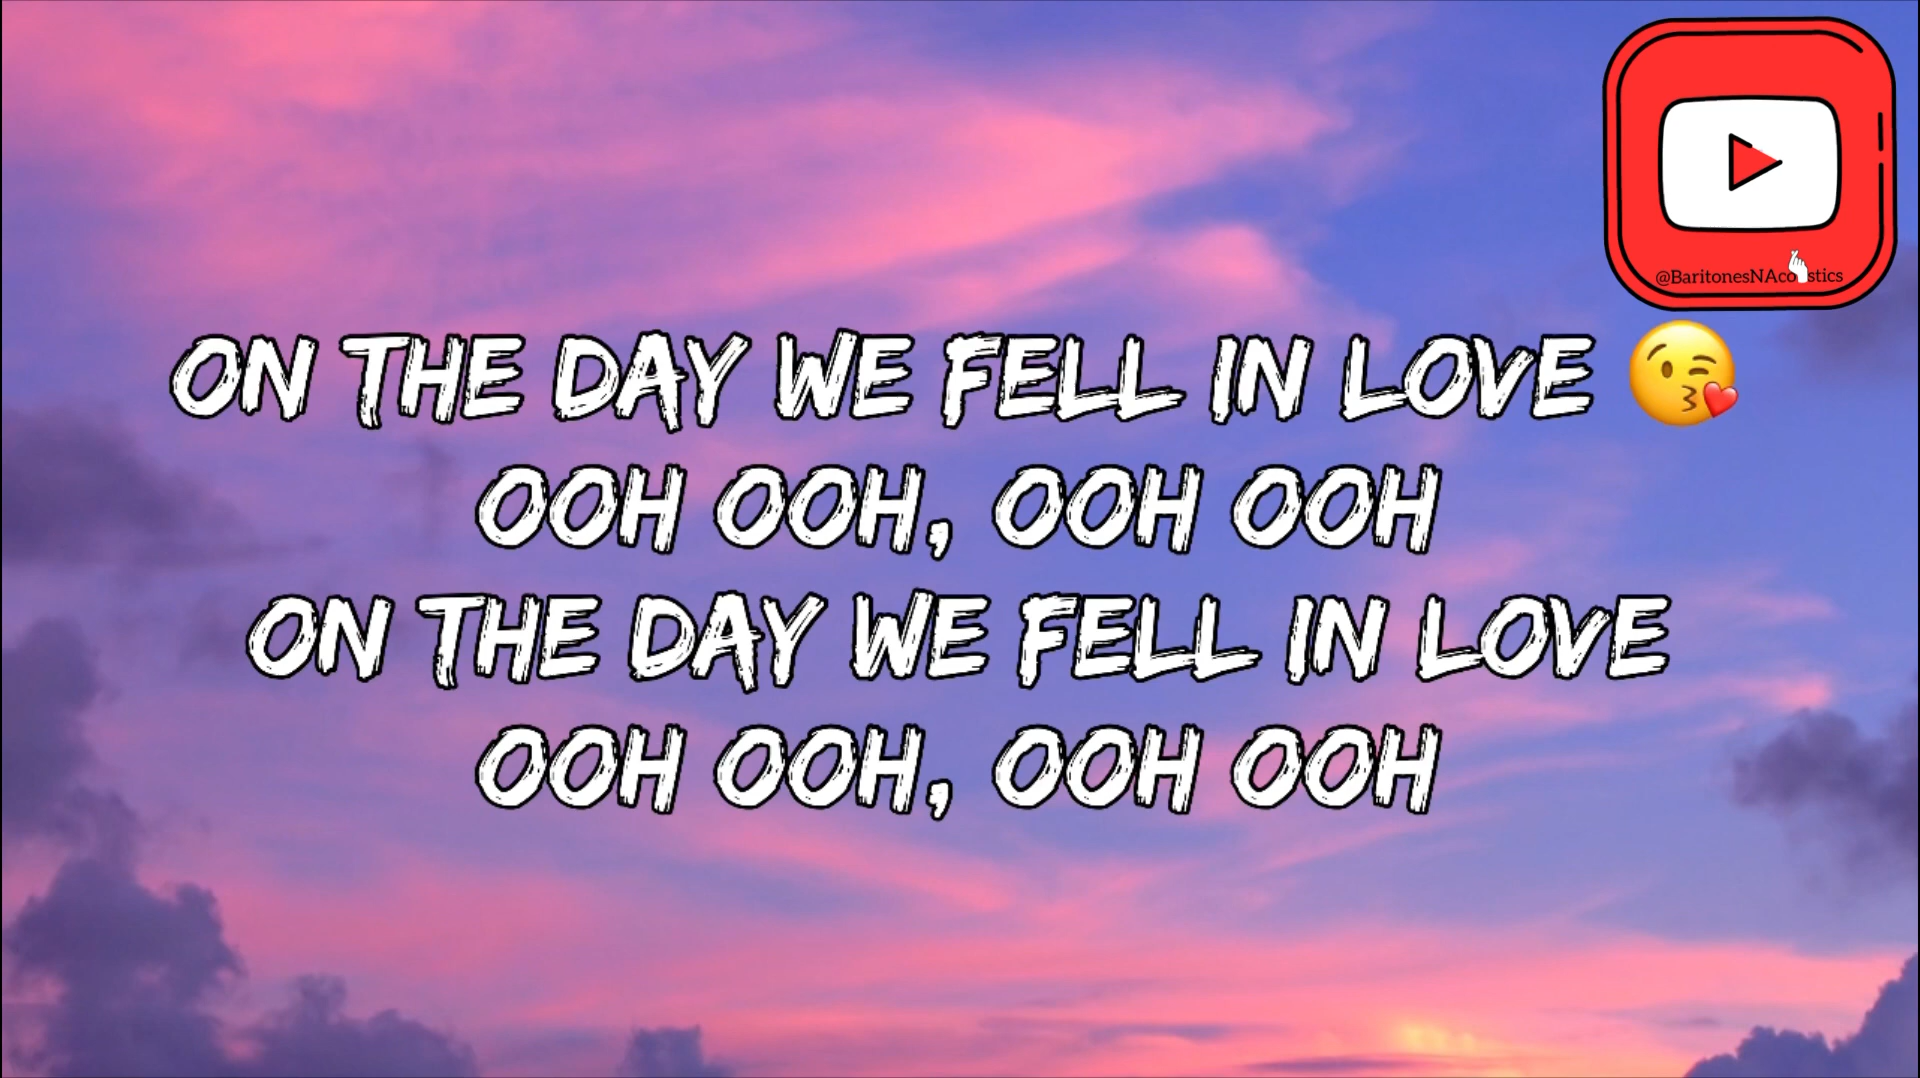 @BaritonesNAcoustics
ON THE DAY WE FELL IN LOVE 😘
OOH OOH, OOH OOH
ON THE DAY WE FELL IN LOVE
OOH OOH, OOH OOH